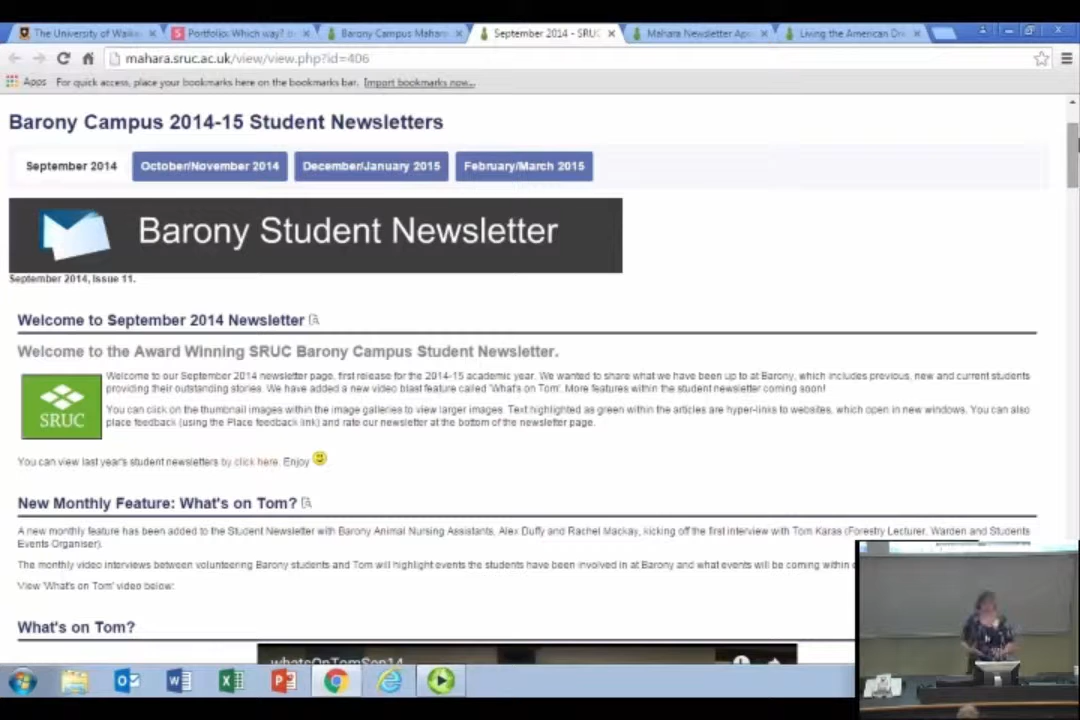 The University of Waika
Portfolio: Which way?
Barony Campus Mahara
September 2014 - SRUC
Mahara Newsletter App
Living the American Dre
mahara.sruc.ac.uk/view/view.php?id=406
Apps For quick access, place your bookmarks here on the bookmarks bar. Import bookmarks now...
Barony Campus 2014-15 Student Newsletters
September 2014 October/November 2014 December/January 2015 February/March 2015
Barony Student Newsletter
September 2014, Issue 11.
Welcome to September 2014 Newsletter
Welcome to the Award Winning SRUC Barony Campus Student Newsletter.
SRUC
Welcome to our September 2014 newsletter page, first release for the 2014-15 academic year. We wanted to share what we have been up to at Barony, which includes previous, new and current students
providing their outstanding stories. We have added a new video blast feature called 'What's on Tom'. More features within the student newsletter coming soon!
You can click on the thumbnail images within the image galleries to view larger images. Text highlighted as green within the articles are hyper-links to websites, which open in new windows. You can also
place feedback (using the Place feedback link) and rate our newsletter at the bottom of the newsletter page.
You can view last year's student newsletters by click here. Enjoy
New Monthly Feature: What's on Tom?
A new monthly feature has been added to the Student Newsletter with Barony Animal Nursing Assistants, Alex Duffy and Rachel Mackay, kicking off the first interview with Tom Karas (Forestry Lecturer, Warden and Students
Events Organiser).
The monthly video interviews between volunteering Barony students and Tom will highlight events the students have been involved in at Barony and what events will be coming within
View 'What's on Tom' video below:
What's on Tom?
whatsOnTomSep14